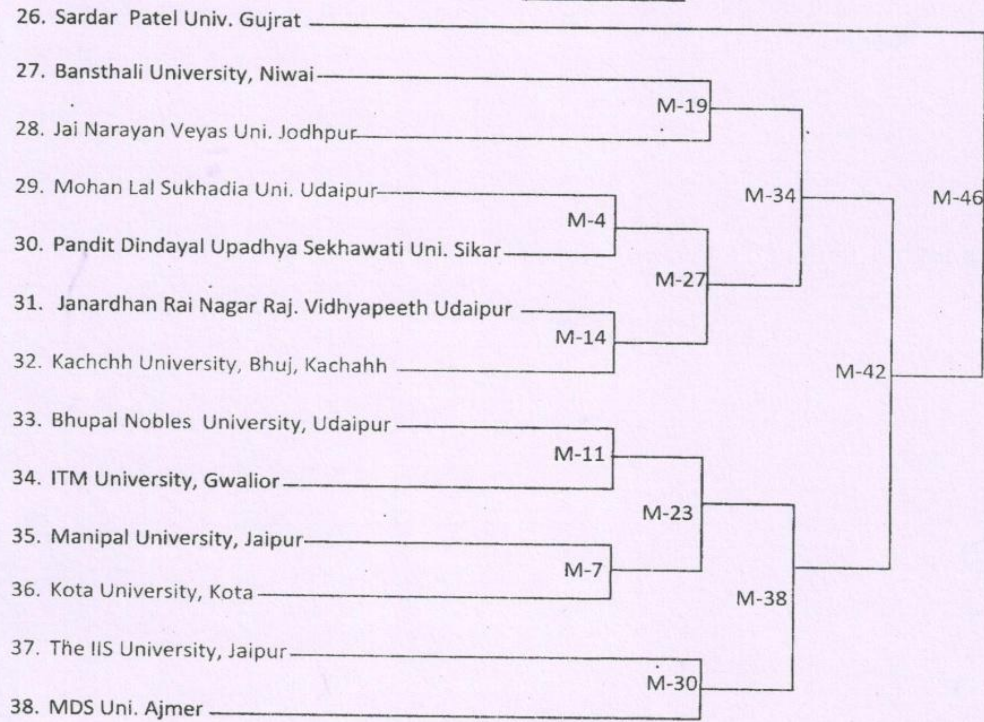 26. Sardar Patel Univ. Gujrat
27. Bansthali University, Niwai
M-19
28. Jai Narayan Veyas Uni. Jodhpur
29. Mohan Lal Sukhadia Uni. Udaipur
M-34
M-46
M-4
30. Pandit Dindayal Upadhya Sekhawati Uni. Sikar
M-27
31. Janardhan Rai Nagar Raj. Vidhyapeeth Udaipur
M-14
32. Kachchh University, Bhuj, Kachahh
M-42
33. Bhupal Nobles University, Udaipur
M-11
34. ITM University, Gwalior
M-23
35. Manipal University, Jaipur
M-7
36. Kota University, Kota
M-38
37. The IIS University, Jaipur
M-30
38. MDS Uni. Ajmer